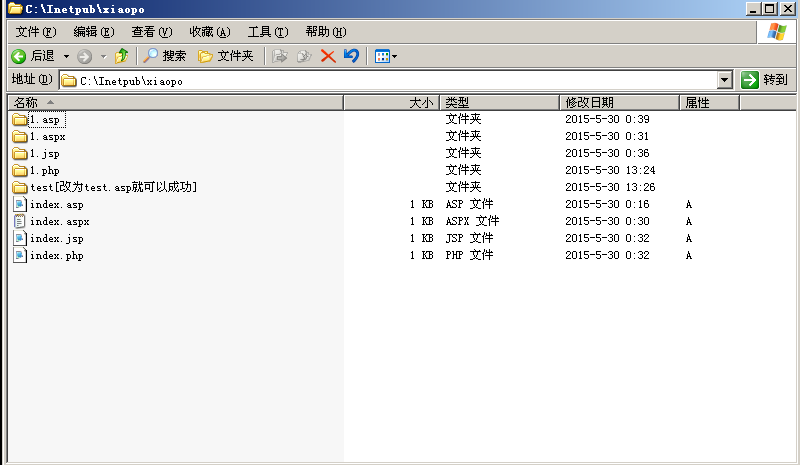 C:\Inetpub\xiaopo
文件(F) 编辑(E) 查看(V) 收藏(A) 工具(T) 帮助(H)
后退 搜索 文件夹
地址(D) C:\Inetpub\xiaopo 转到
名称 大小 类型 修改日期 属性
1.asp 文件夹 2015-5-30 0:39
1.aspx 文件夹 2015-5-30 0:31
1.jsp 文件夹 2015-5-30 0:36
1.php 文件夹 2015-5-30 13:24
test[改为test.asp就可以成功] 文件夹 2015-5-30 13:26
index.asp 1 KB ASP 文件 2015-5-30 0:16 A
index.aspx 1 KB ASPX 文件 2015-5-30 0:30 A
index.jsp 1 KB JSP 文件 2015-5-30 0:32 A
index.php 1 KB PHP 文件 2015-5-30 0:32 A